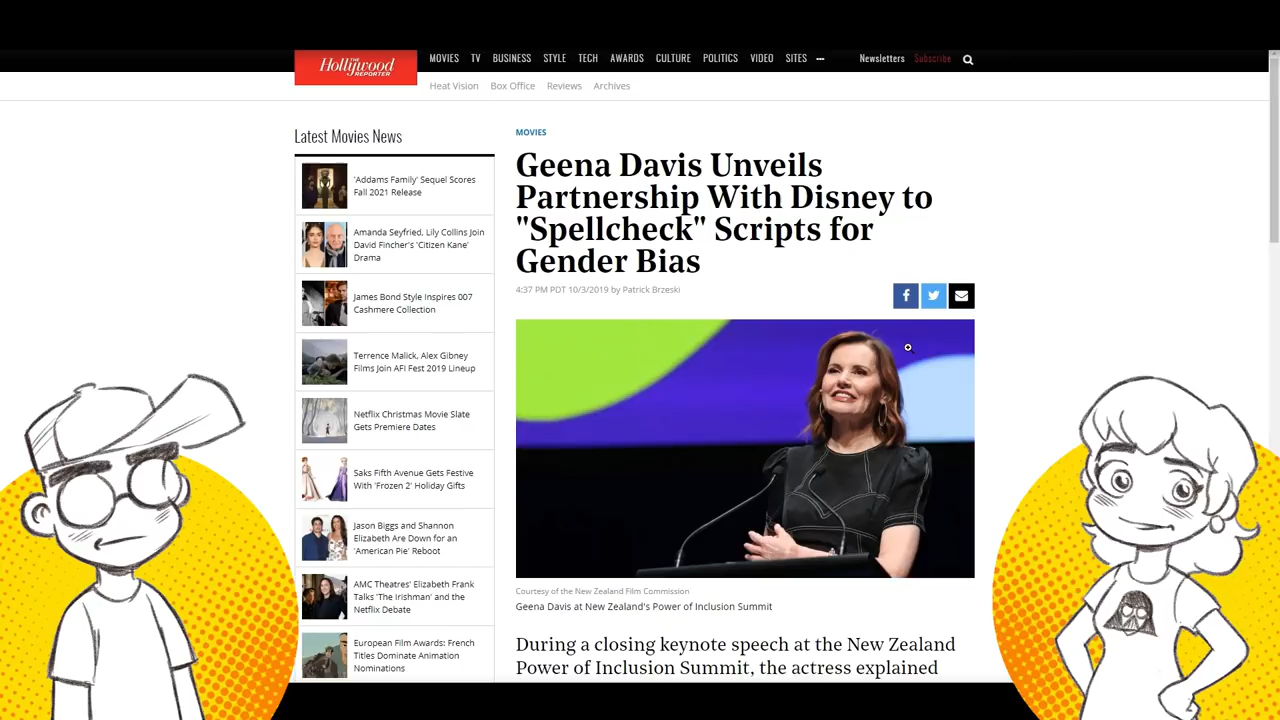 THE
Hollywood
REPORTER
MOVIES TV BUSINESS STYLE TECH AWARDS CULTURE POLITICS VIDEO SITES •••
Newsletters Subscribe
Heat Vision Box Office Reviews Archives
Latest Movies News
'Addams Family' Sequel Scores
Fall 2021 Release
Amanda Seyfried, Lily Collins Join
David Fincher's 'Citizen Kane'
Drama
James Bond Style Inspires 007
Cashmere Collection
Terrence Malick, Alex Gibney
Films Join AFI Fest 2019 Lineup
Netflix Christmas Movie Slate
Gets Premiere Dates
Saks Fifth Avenue Gets Festive
With 'Frozen 2' Holiday Gifts
Jason Biggs and Shannon
Elizabeth Are Down for an
'American Pie' Reboot
AMC Theatres' Elizabeth Frank
Talks 'The Irishman' and the
Netflix Debate
European Film Awards: French
Titles Dominate Animation
Nominations
MOVIES
Geena Davis Unveils
Partnership With Disney to
"Spellcheck" Scripts for
Gender Bias
4:37 PM PDT 10/3/2019 by Patrick Brzeski
Courtesy of the New Zealand Film Commission
Geena Davis at New Zealand's Power of Inclusion Summit
During a closing keynote speech at the New Zealand
Power of Inclusion Summit, the actress explained